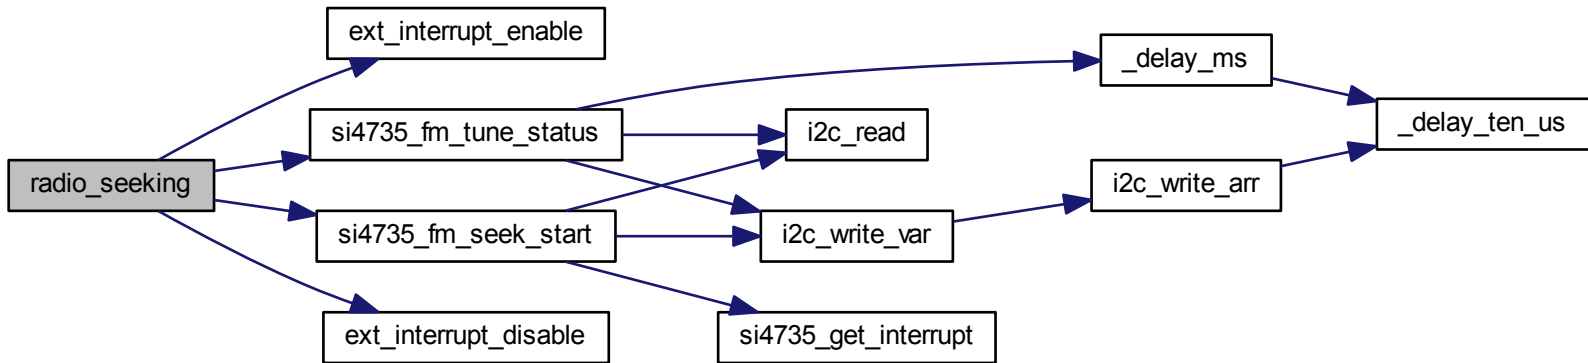 radio_seeking
ext_interrupt_enable
si4735_fm_tune_status
si4735_fm_seek_start
ext_interrupt_disable
_delay_ms
i2c_read
i2c_write_var
si4735_get_interrupt
i2c_write_arr
_delay_ten_us